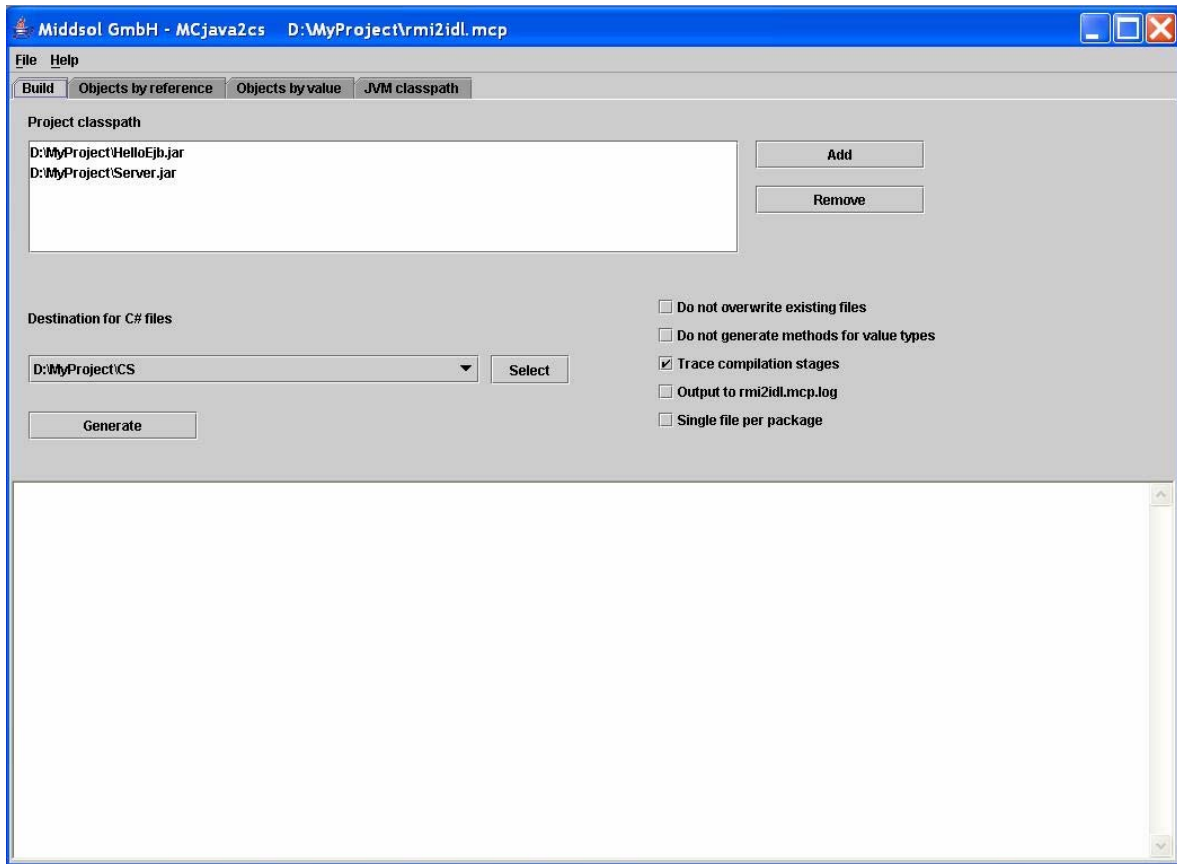 Middsol GmbH - MCjava2cs D:\MyProject\rmi2idl.mcp
File Help
Build Objects by reference Objects by value JVM classpath
Project classpath
D:\MyProject\HelloEjb.jar
D:\MyProject\Server.jar
Add
Remove
Destination for C# files
D:\MyProject\CS
Select
Generate
Do not overwrite existing files
Do not generate methods for value types
Trace compilation stages
Output to rmi2idl.mcp.log
Single file per package